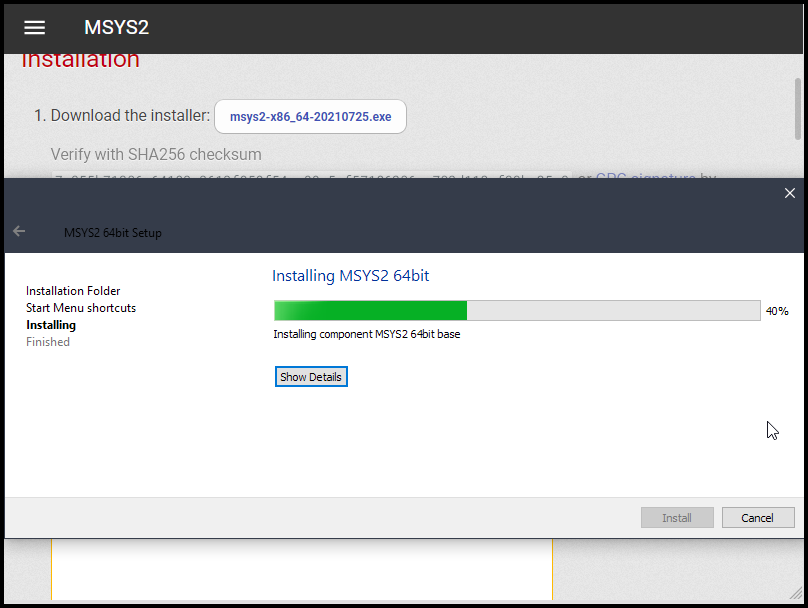 MSYS2
Installation
1. Download the installer: msys2-x86_64-20210725.exe
Verify with SHA256 checksum
or GPG signature by
MSYS2 64bit Setup
Installation Folder
Start Menu shortcuts
Installing
Finished
Installing MSYS2 64bit
40%
Installing component MSYS2 64bit base
Show Details
Install
Cancel